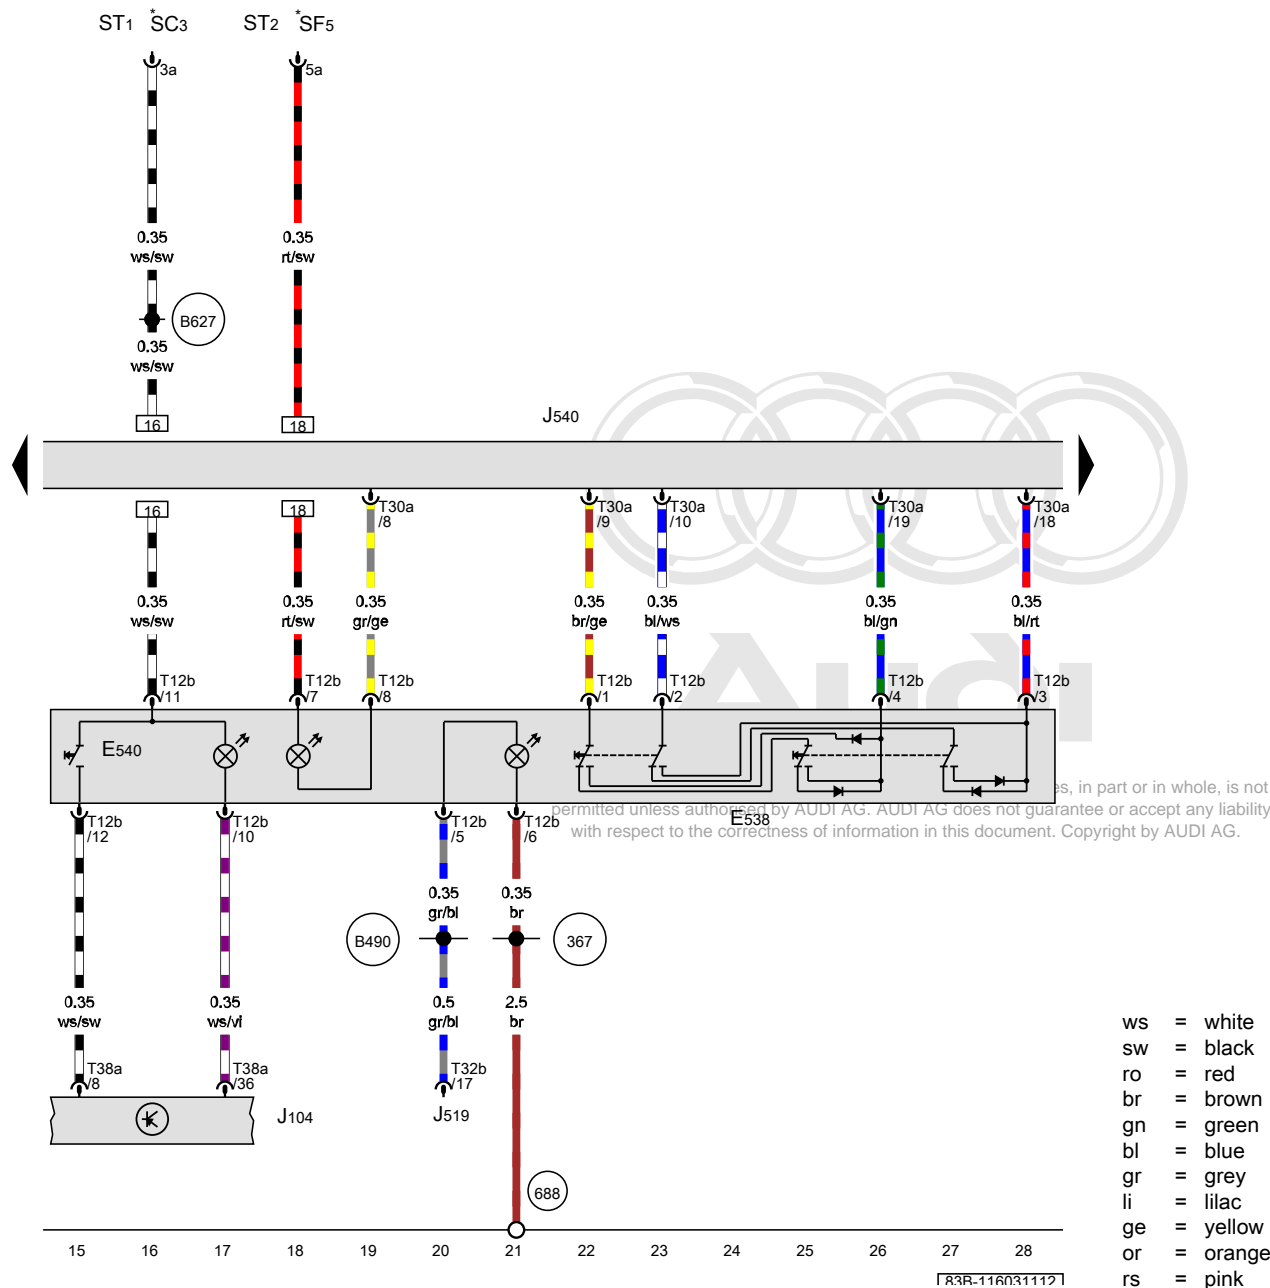 ST1 *SC3 ST2 *SF5
3a 5a
0.35 0.35
ws/sw rt/sw
B627
0.35
ws/sw
16 18 J540
16 18 T30a/8 T30a/9 T30a/10 T30a/19 T30a/18
0.35 0.35 0.35 0.35 0.35 0.35 0.35
ws/sw rt/sw gr/ge br/ge bl/ws bl/gn bl/rt
T12b/11 T12b/7 T12b/8 T12b/1 T12b/2 T12b/4 T12b/3
Audi
E540
es, in part or in whole, is not
permitted unless authorised by AUDI AG. AUDI AG does not guarantee or accept any liability
with respect to the correctness of information in this document. Copyright by AUDI AG.
E538
T12b/12 T12b/10 T12b/5 T12b/6
0.35 0.35
gr/bl br
B490 367
0.35 0.35 0.5 2.5
ws/sw ws/vi gr/bl br
T38a/8 T38a/36 T32b/17
J104 J519
688
15 16 17 18 19 20 21 22 23 24 25 26 27 28
83B-116031112
ws = white
sw = black
ro = red
br = brown
gn = green
bl = blue
gr = grey
li = lilac
ge = yellow
or = orange
rs = pink